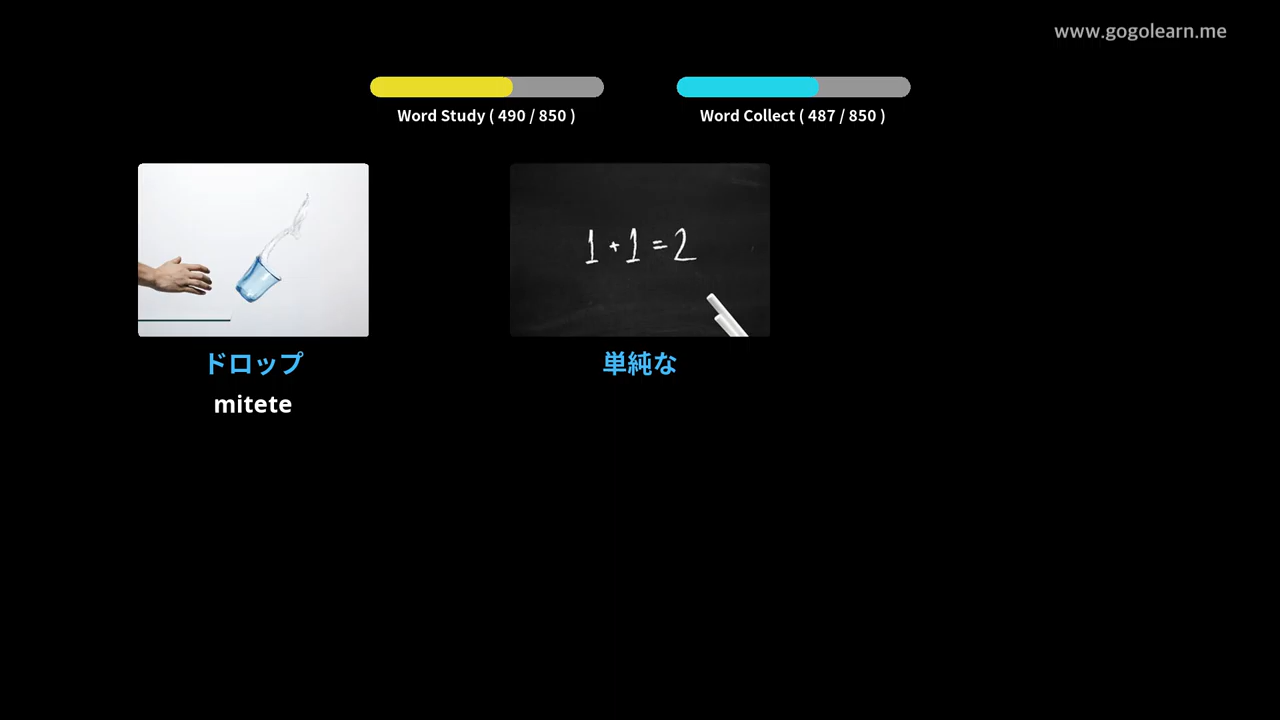 www.gogolearn.me
Word Study ( 490 / 850 )
Word Collect ( 487 / 850 )
1 + 1 = 2
ドロップ
単純な
mitete